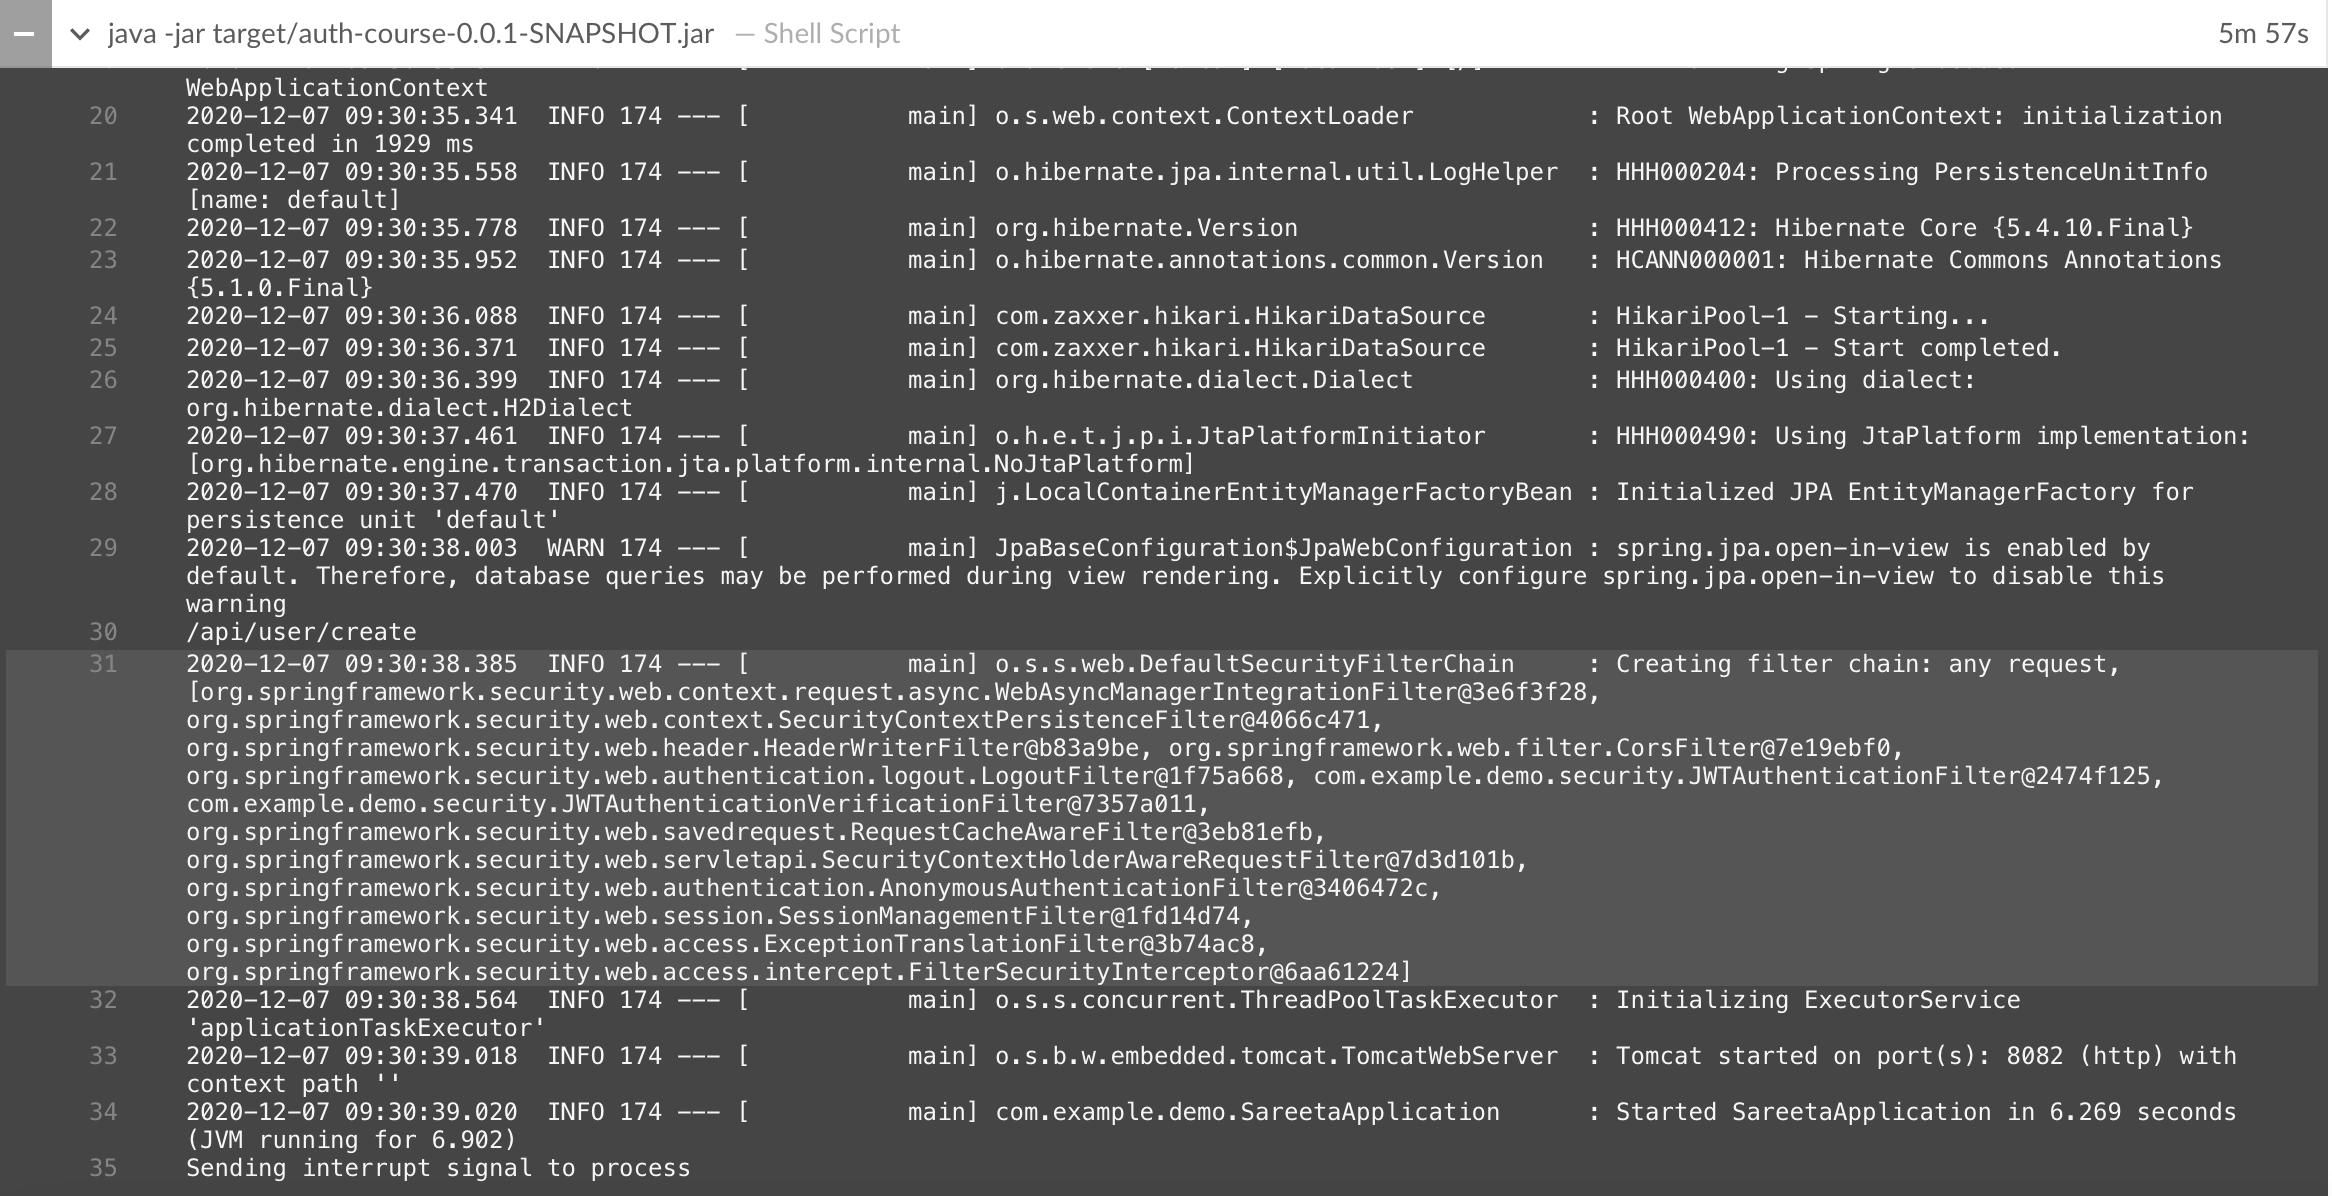 java -jar target/auth-course-0.0.1-SNAPSHOT.jar — Shell Script 5m 57s
WebApplicationContext
20 2020-12-07 09:30:35.341  INFO 174 --- [           main] o.s.web.context.ContextLoader            : Root WebApplicationContext: initialization
completed in 1929 ms
21 2020-12-07 09:30:35.558  INFO 174 --- [           main] o.hibernate.jpa.internal.util.LogHelper  : HHH000204: Processing PersistenceUnitInfo
[name: default]
22 2020-12-07 09:30:35.778  INFO 174 --- [           main] org.hibernate.Version                    : HHH000412: Hibernate Core {5.4.10.Final}
23 2020-12-07 09:30:35.952  INFO 174 --- [           main] o.hibernate.annotations.common.Version   : HCANN000001: Hibernate Commons Annotations
{5.1.0.Final}
24 2020-12-07 09:30:36.088  INFO 174 --- [           main] com.zaxxer.hikari.HikariDataSource       : HikariPool-1 - Starting...
25 2020-12-07 09:30:36.371  INFO 174 --- [           main] com.zaxxer.hikari.HikariDataSource       : HikariPool-1 - Start completed.
26 2020-12-07 09:30:36.399  INFO 174 --- [           main] org.hibernate.dialect.Dialect            : HHH000400: Using dialect:
org.hibernate.dialect.H2Dialect
27 2020-12-07 09:30:37.461  INFO 174 --- [           main] o.h.e.t.j.p.i.JtaPlatformInitiator       : HHH000490: Using JtaPlatform implementation:
[org.hibernate.engine.transaction.jta.platform.internal.NoJtaPlatform]
28 2020-12-07 09:30:37.470  INFO 174 --- [           main] j.LocalContainerEntityManagerFactoryBean : Initialized JPA EntityManagerFactory for
persistence unit 'default'
29 2020-12-07 09:30:38.003  WARN 174 --- [           main] JpaBaseConfiguration$JpaWebConfiguration : spring.jpa.open-in-view is enabled by
default. Therefore, database queries may be performed during view rendering. Explicitly configure spring.jpa.open-in-view to disable this
warning
30 /api/user/create
31 2020-12-07 09:30:38.385  INFO 174 --- [           main] o.s.s.web.DefaultSecurityFilterChain     : Creating filter chain: any request,
[org.springframework.security.web.context.request.async.WebAsyncManagerIntegrationFilter@3e6f3f28,
org.springframework.security.web.context.SecurityContextPersistenceFilter@4066c471,
org.springframework.security.web.header.HeaderWriterFilter@b83a9be, org.springframework.web.filter.CorsFilter@7e19ebf0,
org.springframework.security.web.authentication.logout.LogoutFilter@1f75a668, com.example.demo.security.JWTAuthenticationFilter@2474f125,
com.example.demo.security.JWTAuthenticationVerificationFilter@7357a011,
org.springframework.security.web.savedrequest.RequestCacheAwareFilter@3eb81efb,
org.springframework.security.web.servletapi.SecurityContextHolderAwareRequestFilter@7d3d101b,
org.springframework.security.web.authentication.AnonymousAuthenticationFilter@3406472c,
org.springframework.security.web.session.SessionManagementFilter@1fd14d74,
org.springframework.security.web.access.ExceptionTranslationFilter@3b74ac8,
org.springframework.security.web.access.intercept.FilterSecurityInterceptor@6aa61224]
32 2020-12-07 09:30:38.564  INFO 174 --- [           main] o.s.s.concurrent.ThreadPoolTaskExecutor  : Initializing ExecutorService
'applicationTaskExecutor'
33 2020-12-07 09:30:39.018  INFO 174 --- [           main] o.s.b.w.embedded.tomcat.TomcatWebServer  : Tomcat started on port(s): 8082 (http) with
context path ''
34 2020-12-07 09:30:39.020  INFO 174 --- [           main] com.example.demo.SareetaApplication      : Started SareetaApplication in 6.269 seconds
(JVM running for 6.902)
35 Sending interrupt signal to process